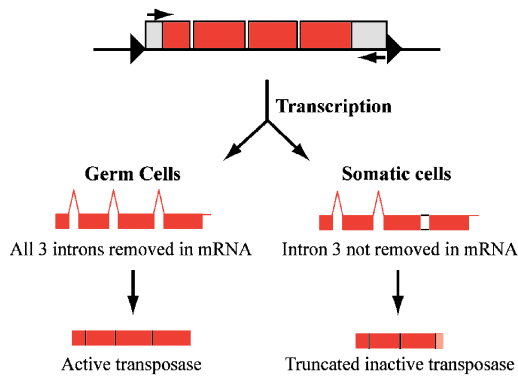 Transcription
Germ Cells
Somatic cells
All 3 introns removed in mRNA
Intron 3 not removed in mRNA
Active transposase
Truncated inactive transposase